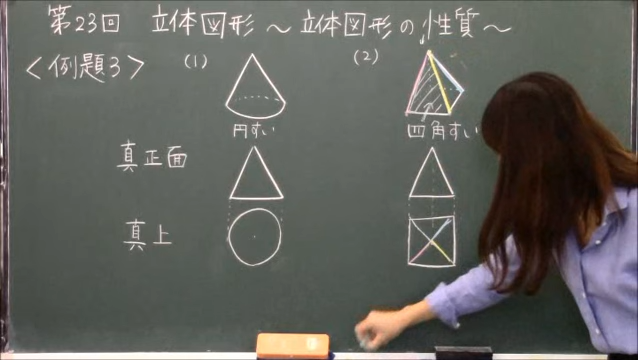 第23回 立体図形 ～ 立体図形の性質 ～
＜例題3＞ (1) (2)
円すい 四角すい
真正面
真上